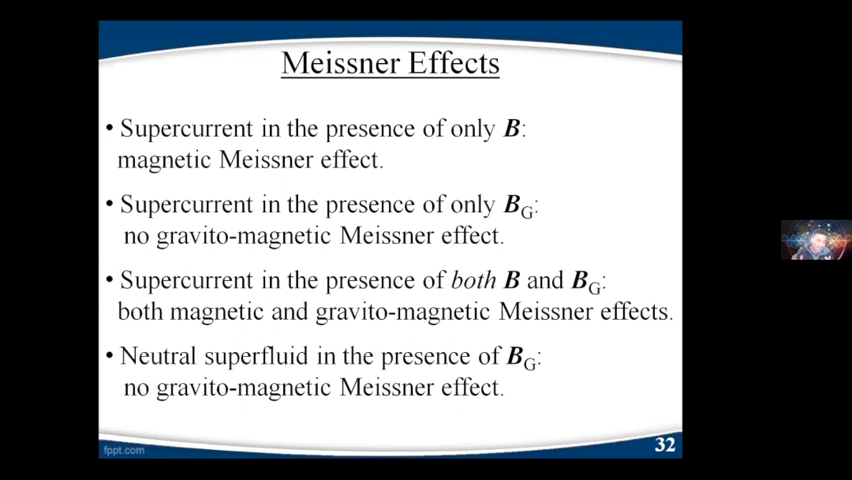 Meissner Effects
• Supercurrent in the presence of only B:
magnetic Meissner effect.
• Supercurrent in the presence of only BG:
no gravito-magnetic Meissner effect.
• Supercurrent in the presence of both B and BG:
both magnetic and gravito-magnetic Meissner effects.
• Neutral superfluid in the presence of BG:
no gravito-magnetic Meissner effect.
fppt.com
32